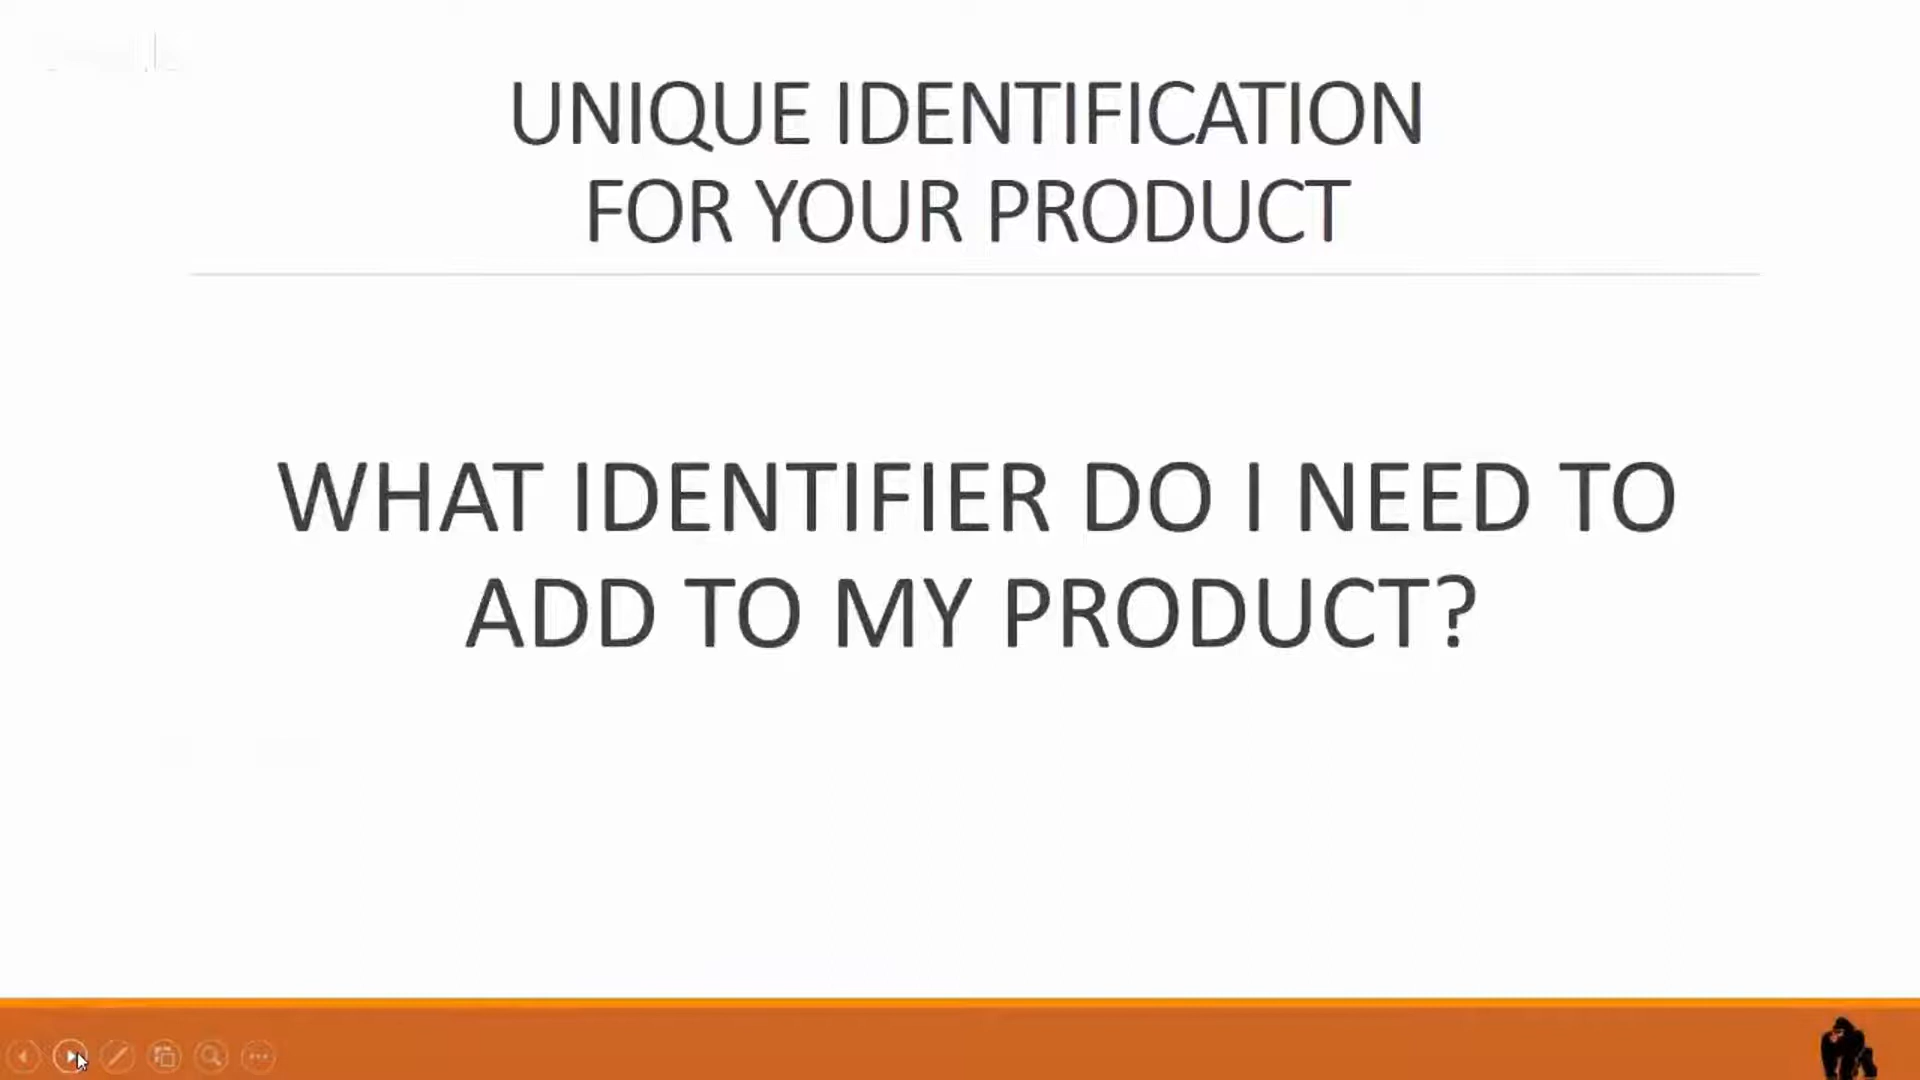 UNIQUE IDENTIFICATION
FOR YOUR PRODUCT
WHAT IDENTIFIER DO I NEED TO
ADD TO MY PRODUCT?